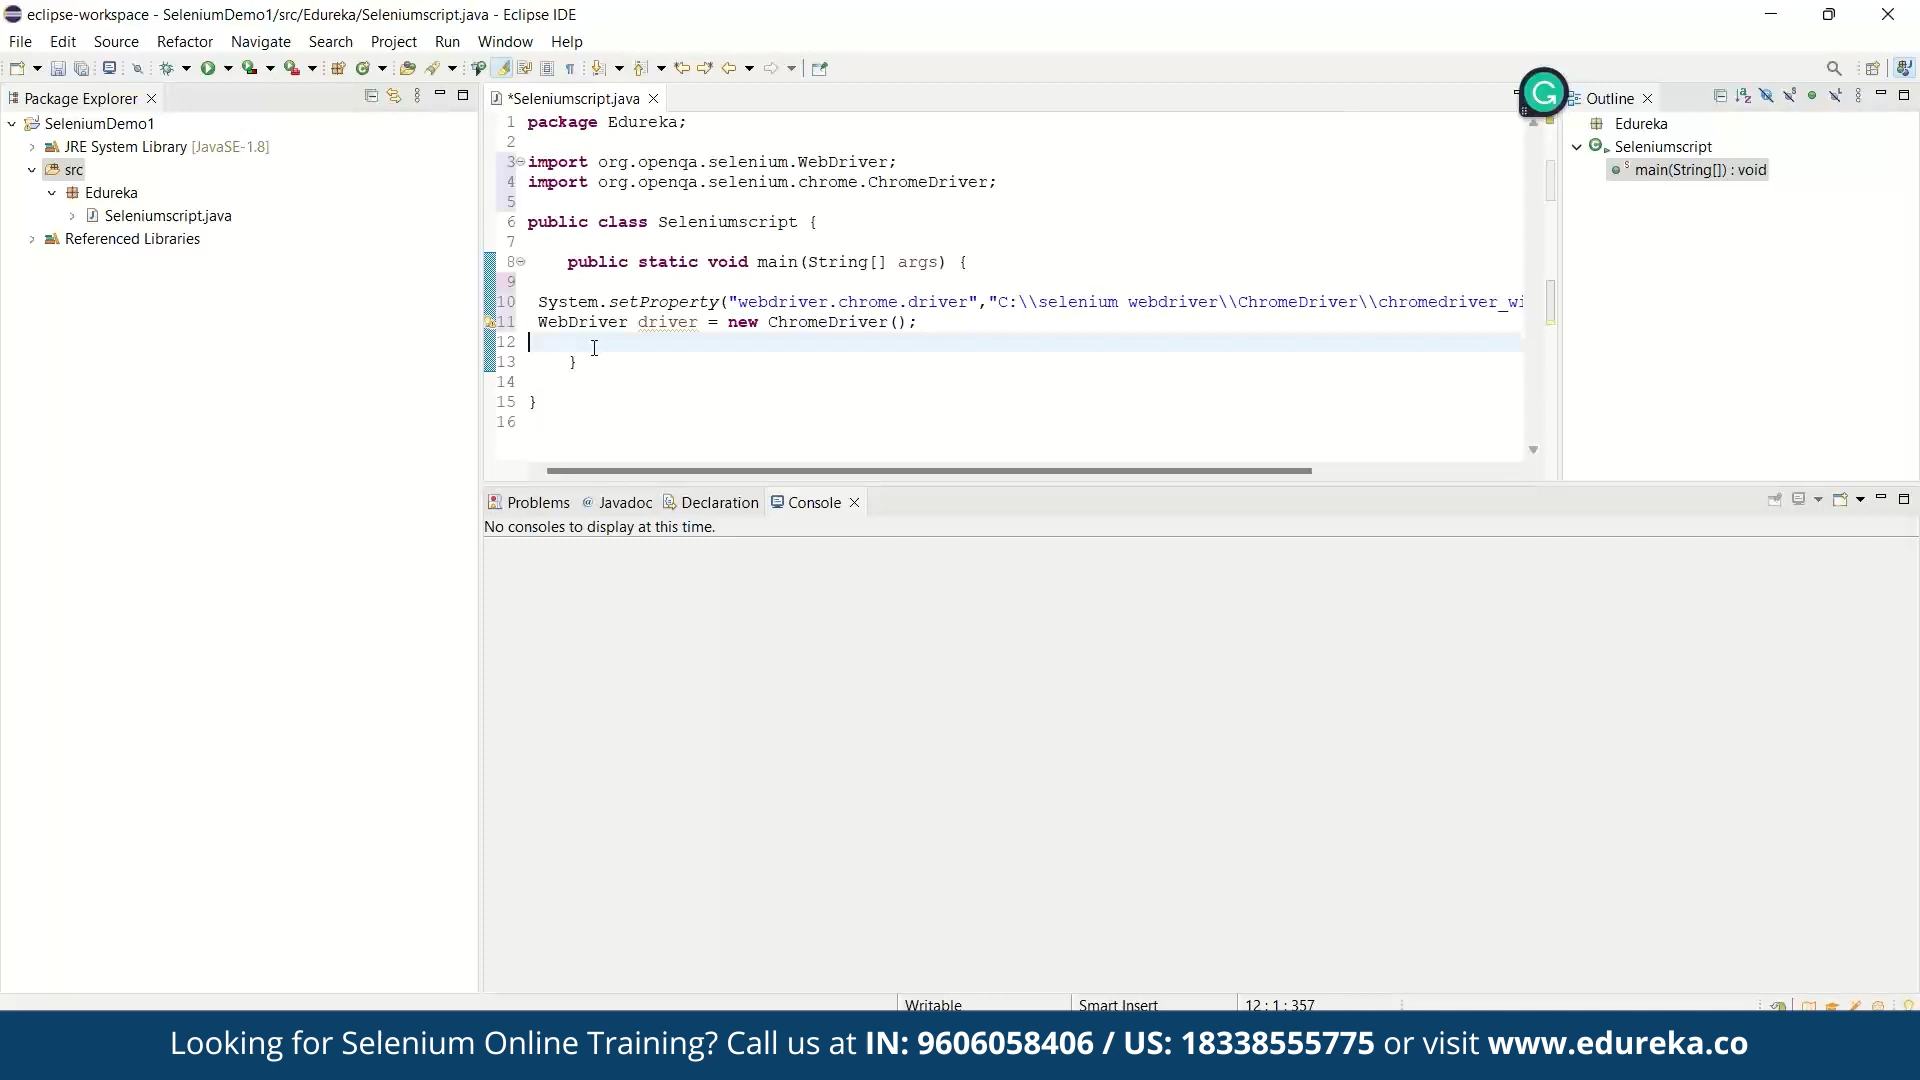 eclipse-workspace - SeleniumDemo1/src/Edureka/Seleniumscript.java - Eclipse IDE
File Edit Source Refactor Navigate Search Project Run Window Help
Package Explorer
SeleniumDemo1
JRE System Library [JavaSE-1.8]
src
Edureka
Seleniumscript.java
Referenced Libraries
*Seleniumscript.java
1 package Edureka;
2
3 import org.openqa.selenium.WebDriver;
4 import org.openqa.selenium.chrome.ChromeDriver;
5
6 public class Seleniumscript {
7
8 public static void main(String[] args) {
9
10 System.setProperty("webdriver.chrome.driver","C:\\selenium webdriver\\ChromeDriver\\chromedriver_wi
11 WebDriver driver = new ChromeDriver();
12
13 }
14
15 }
16
Outline
Edureka
Seleniumscript
main(String[]) : void
Problems Javadoc Declaration Console
No consoles to display at this time.
Writable Smart Insert 12 : 1 : 357
Looking for Selenium Online Training? Call us at IN: 9606058406 / US: 18338555775 or visit www.edureka.co